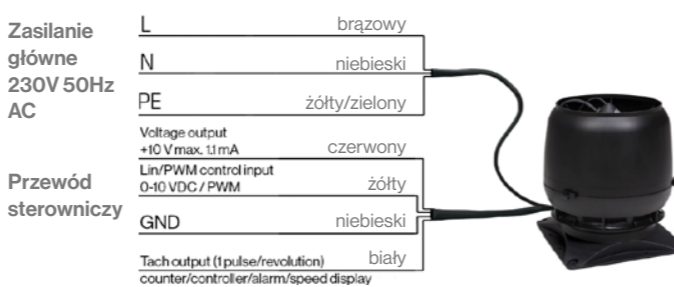 Zasilanie
główne
230V 50Hz
AC
L brązowy
N niebieski
PE żółty/zielony
Przewód
sterowniczy
Voltage output
+10 V max. 1.1 mA czerwony
Lin/PWM control input
0-10 VDC / PWM żółty
GND niebieski
Tach output (1 pulse/revolution) biały
counter/controller/alarm/speed display